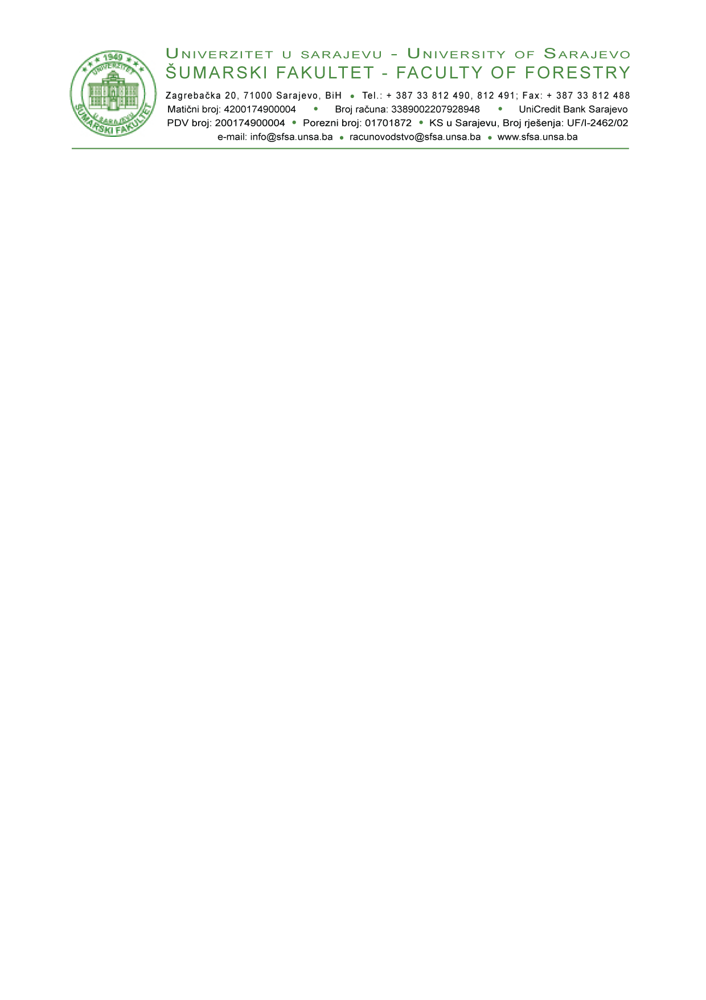 1949
UNIVERZITET
U SARAJEVU
ŠUMARSKI FAKULTET
UNIVERZITET U SARAJEVU - UNIVERSITY OF SARAJEVO
ŠUMARSKI FAKULTET - FACULTY OF FORESTRY
Zagrebačka 20, 71000 Sarajevo, BiH • Tel.: + 387 33 812 490, 812 491; Fax: + 387 33 812 488
Matični broj: 4200174900004 • Broj računa: 3389002207928948 • UniCredit Bank Sarajevo
PDV broj: 200174900004 • Porezni broj: 01701872 • KS u Sarajevu, Broj rješenja: UF/I-2462/02
e-mail: info@sfsa.unsa.ba • racunovodstvo@sfsa.unsa.ba • www.sfsa.unsa.ba